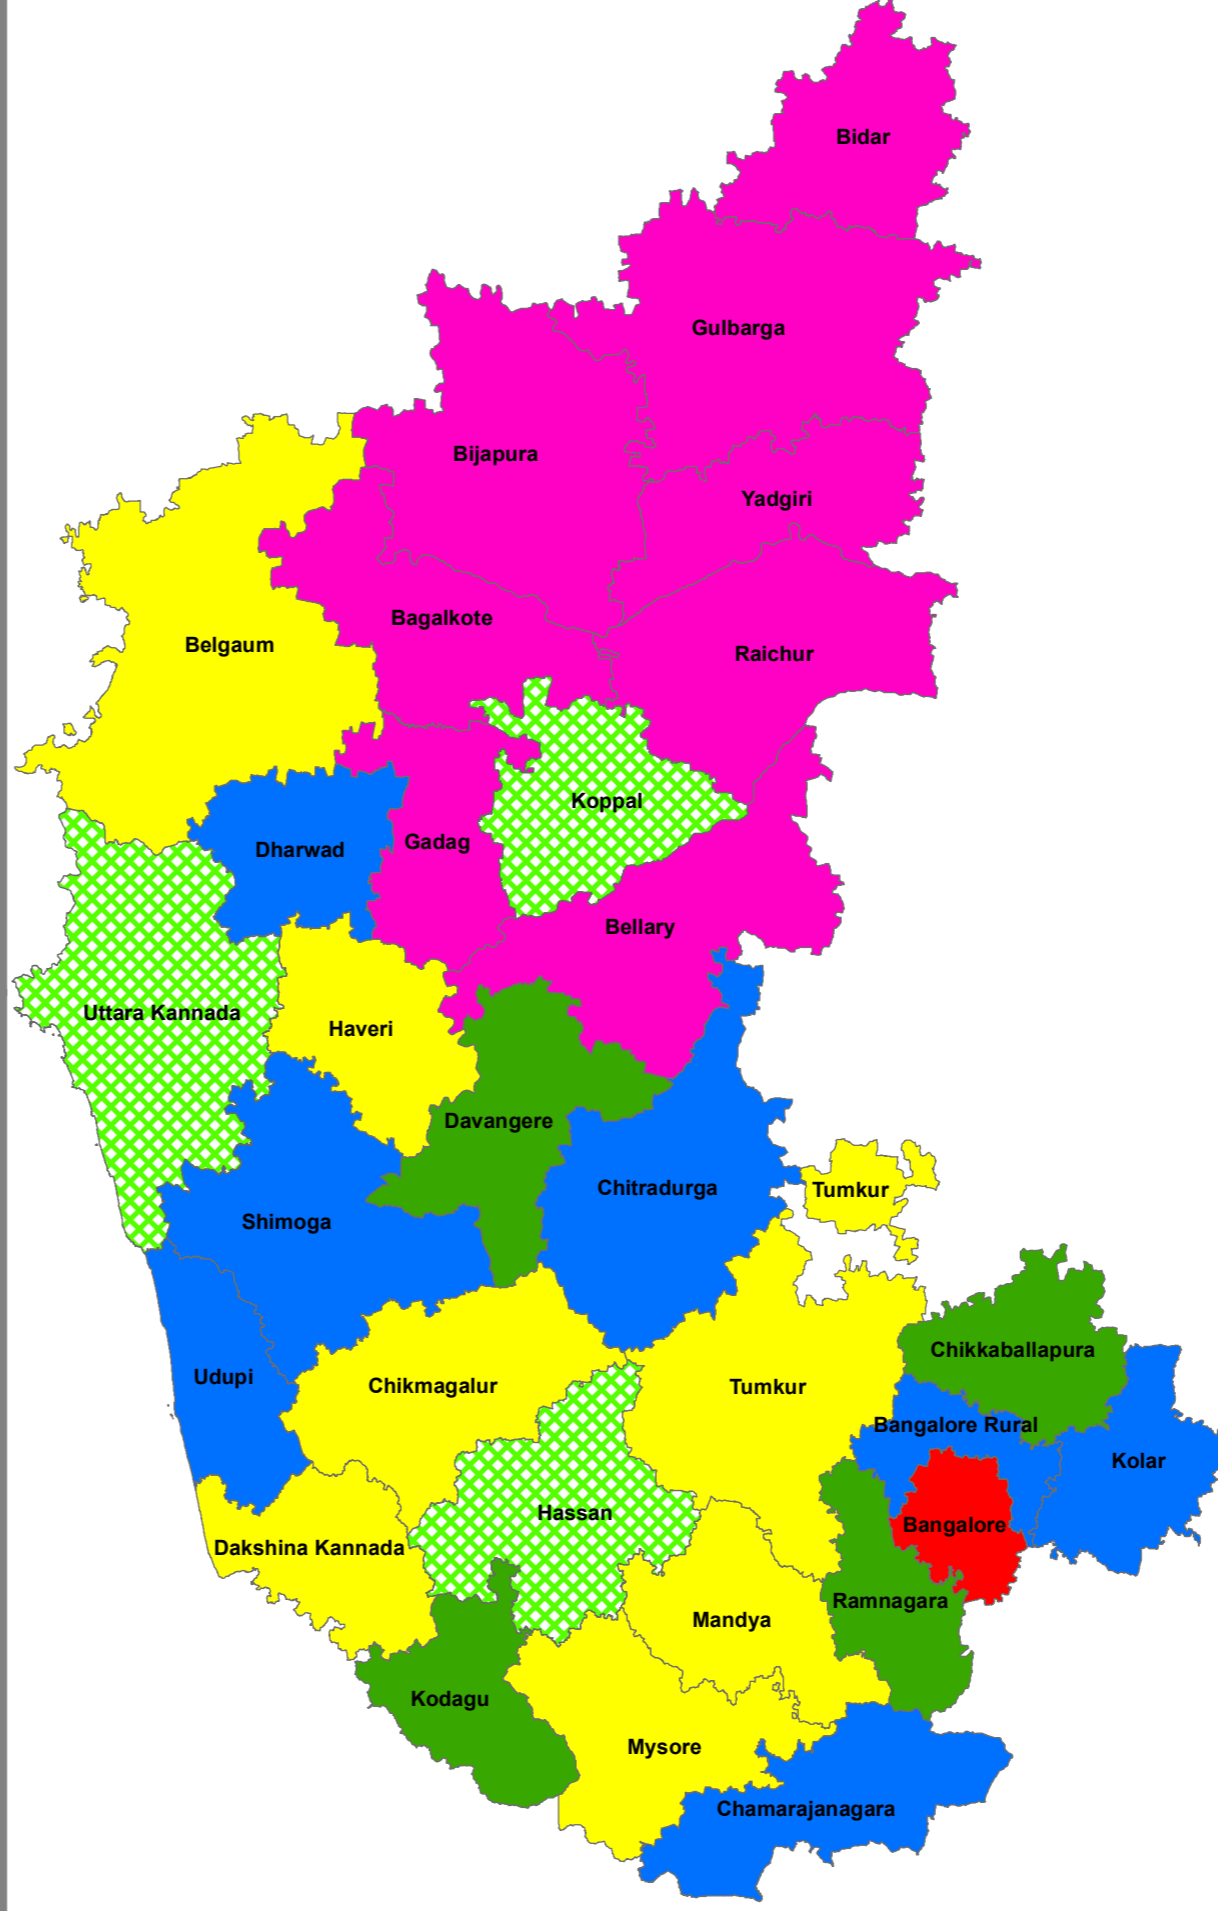 Bidar
Gulbarga
Bijapura
Yadgiri
Bagalkote
Belgaum
Raichur
Koppal
Gadag
Dharwad
Bellary
Uttara Kannada
Haveri
Davangere
Chitradurga
Tumkur
Shimoga
Chikkaballapura
Udupi
Chikmagalur
Tumkur
Bangalore Rural
Kolar
Hassan
Bangalore
Dakshina Kannada
Ramnagara
Mandya
Kodagu
Mysore
Chamarajanagara